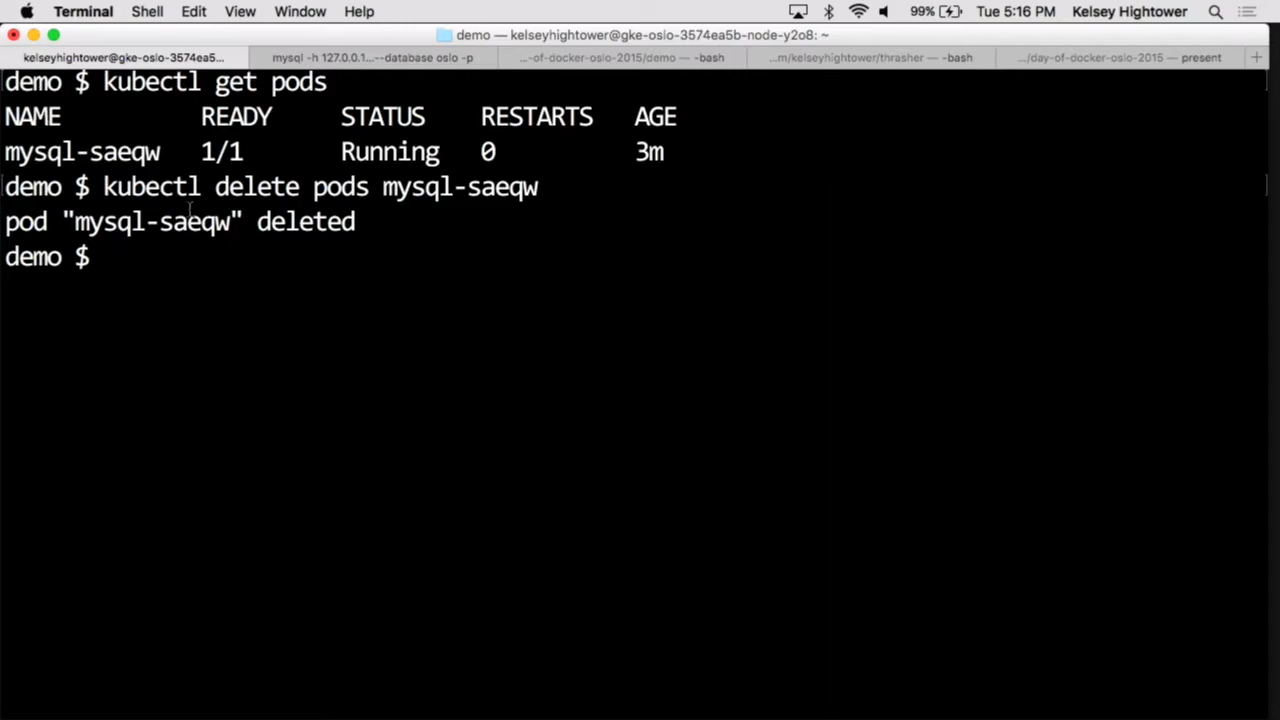 Terminal Shell Edit View Window Help 99% Tue 5:16 PM Kelsey Hightower
demo — kelseyhightower@gke-oslo-3574ea5b-node-y2o8: ~
kelseyhightower@gke-oslo-3574ea5... mysql -h 127.0.0.1...--database oslo -p ...-of-docker-oslo-2015/demo — -bash ...m/kelseyhightower/thrasher — -bash .../day-of-docker-oslo-2015 — present +
demo $ kubectl get pods
NAME READY STATUS RESTARTS AGE
mysql-saeqw 1/1 Running 0 3m
demo $ kubectl delete pods mysql-saeqw
pod "mysql-saeqw" deleted
demo $